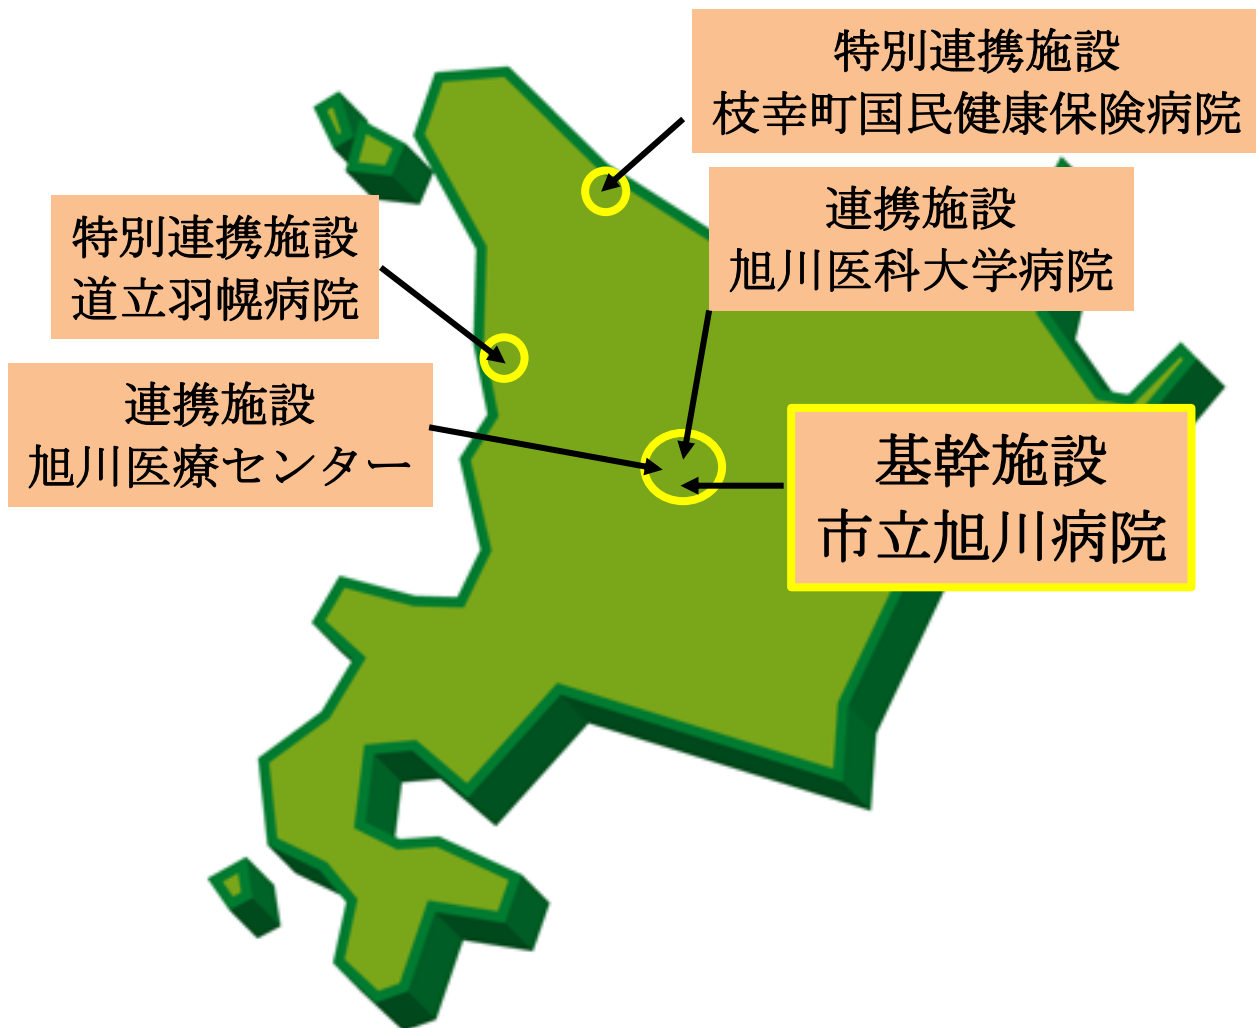 特別連携施設
枝幸町国民健康保険病院
連携施設
旭川医科大学病院
特別連携施設
道立羽幌病院
連携施設
旭川医療センター
基幹施設
市立旭川病院